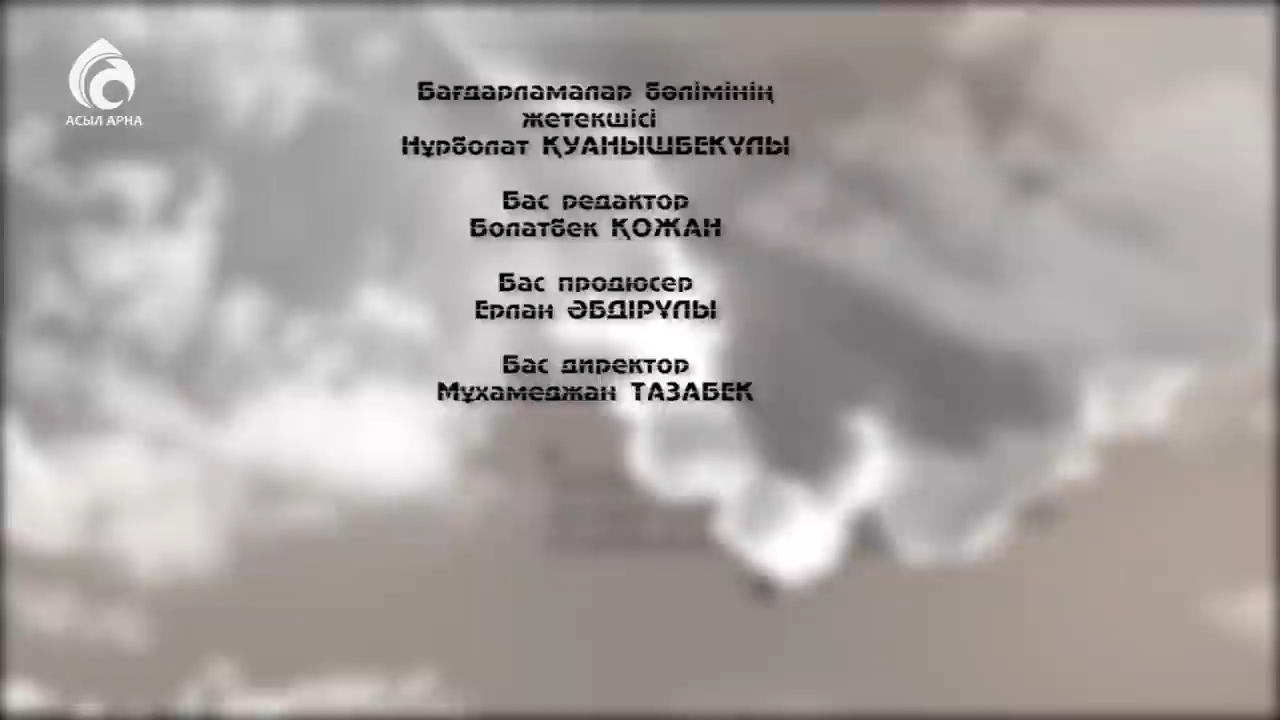 АСЫЛ АРНА
Бағдарламалар бөлімінің
жетекшісі
Нұрболат ҚУАНЫШБЕКҰЛЫ
Бас редактор
Болатбек ҚОЖАН
Бас продюсер
Ерлан ӘБДІРҰЛЫ
Бас директор
Мұхамеджан ТАЗАБЕК